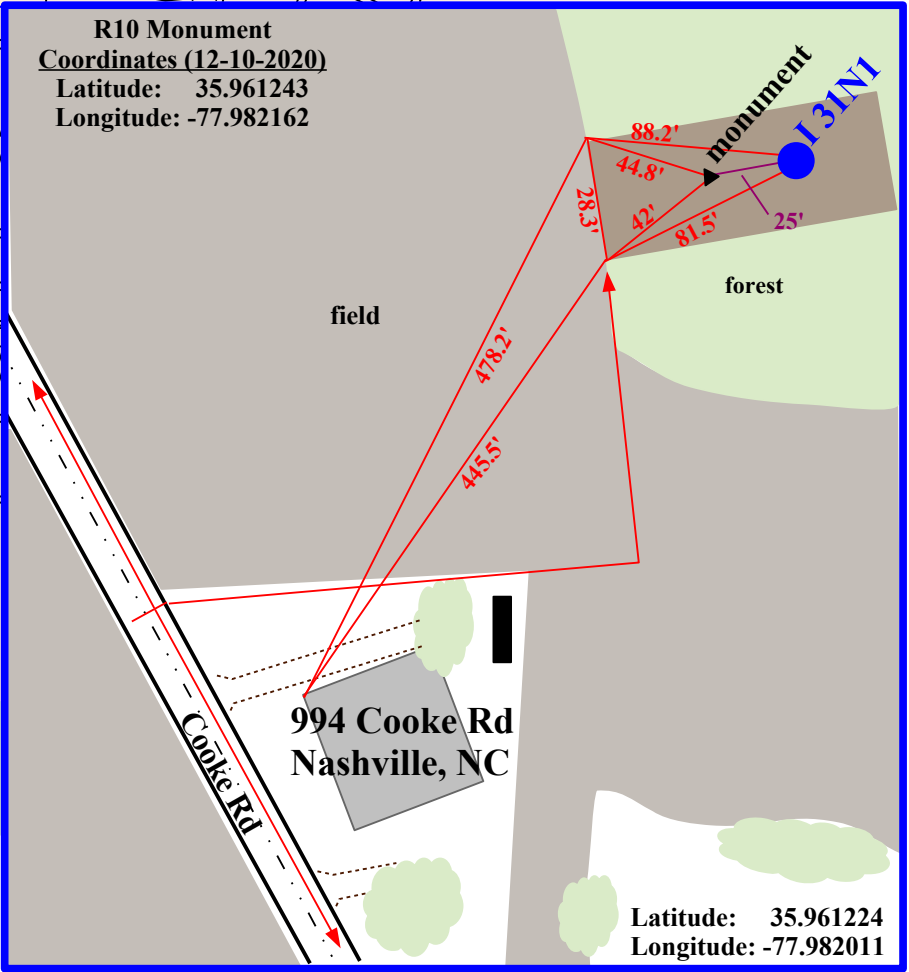 R10 Monument
Coordinates (12-10-2020)
Latitude: 35.961243
Longitude: -77.982162
monument
I 31N1
88.2'
44.8'
28.3'
42'
81.5'
25'
forest
field
478.2'
445.5'
994 Cooke Rd
Nashville, NC
Cooke Rd
Latitude: 35.961224
Longitude: -77.982011